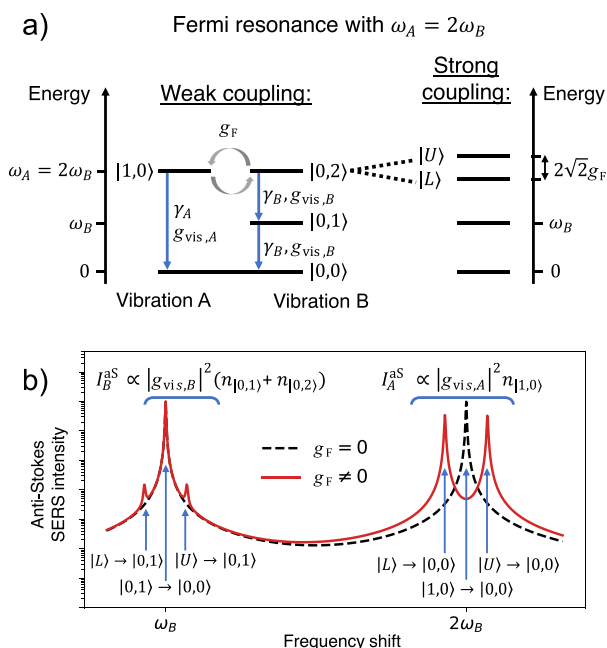 a)
Fermi resonance with ω_A = 2ω_B
Energy
Weak coupling:
Strong
coupling:
Energy
g_F
|U⟩
ω_A = 2ω_B
|1,0⟩
|0,2⟩
|L⟩
2√2g_F
γ_A
g_vis,A
γ_B, g_vis,B
ω_B
|0,1⟩
ω_B
γ_B, g_vis,B
0
|0,0⟩
0
Vibration A
Vibration B
b)
I_B^aS ∝ |g_vis,B|²(n_|0,1⟩ + n_|0,2⟩)
I_A^aS ∝ |g_vis,A|² n_|1,0⟩
g_F = 0
g_F ≠ 0
Anti-Stokes
SERS intensity
|L⟩ → |0,1⟩
|U⟩ → |0,1⟩
|0,1⟩ → |0,0⟩
|L⟩ → |0,0⟩
|U⟩ → |0,0⟩
|1,0⟩ → |0,0⟩
ω_B
2ω_B
Frequency shift